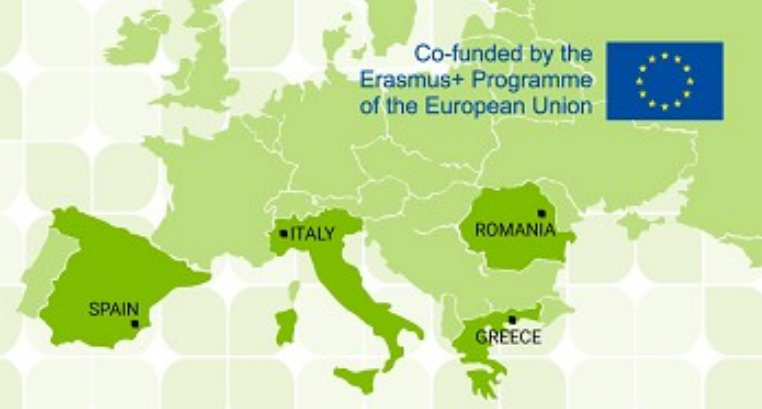 Co-funded by the
Erasmus+ Programme
of the European Union
ITALY
ROMANIA
SPAIN
GREECE